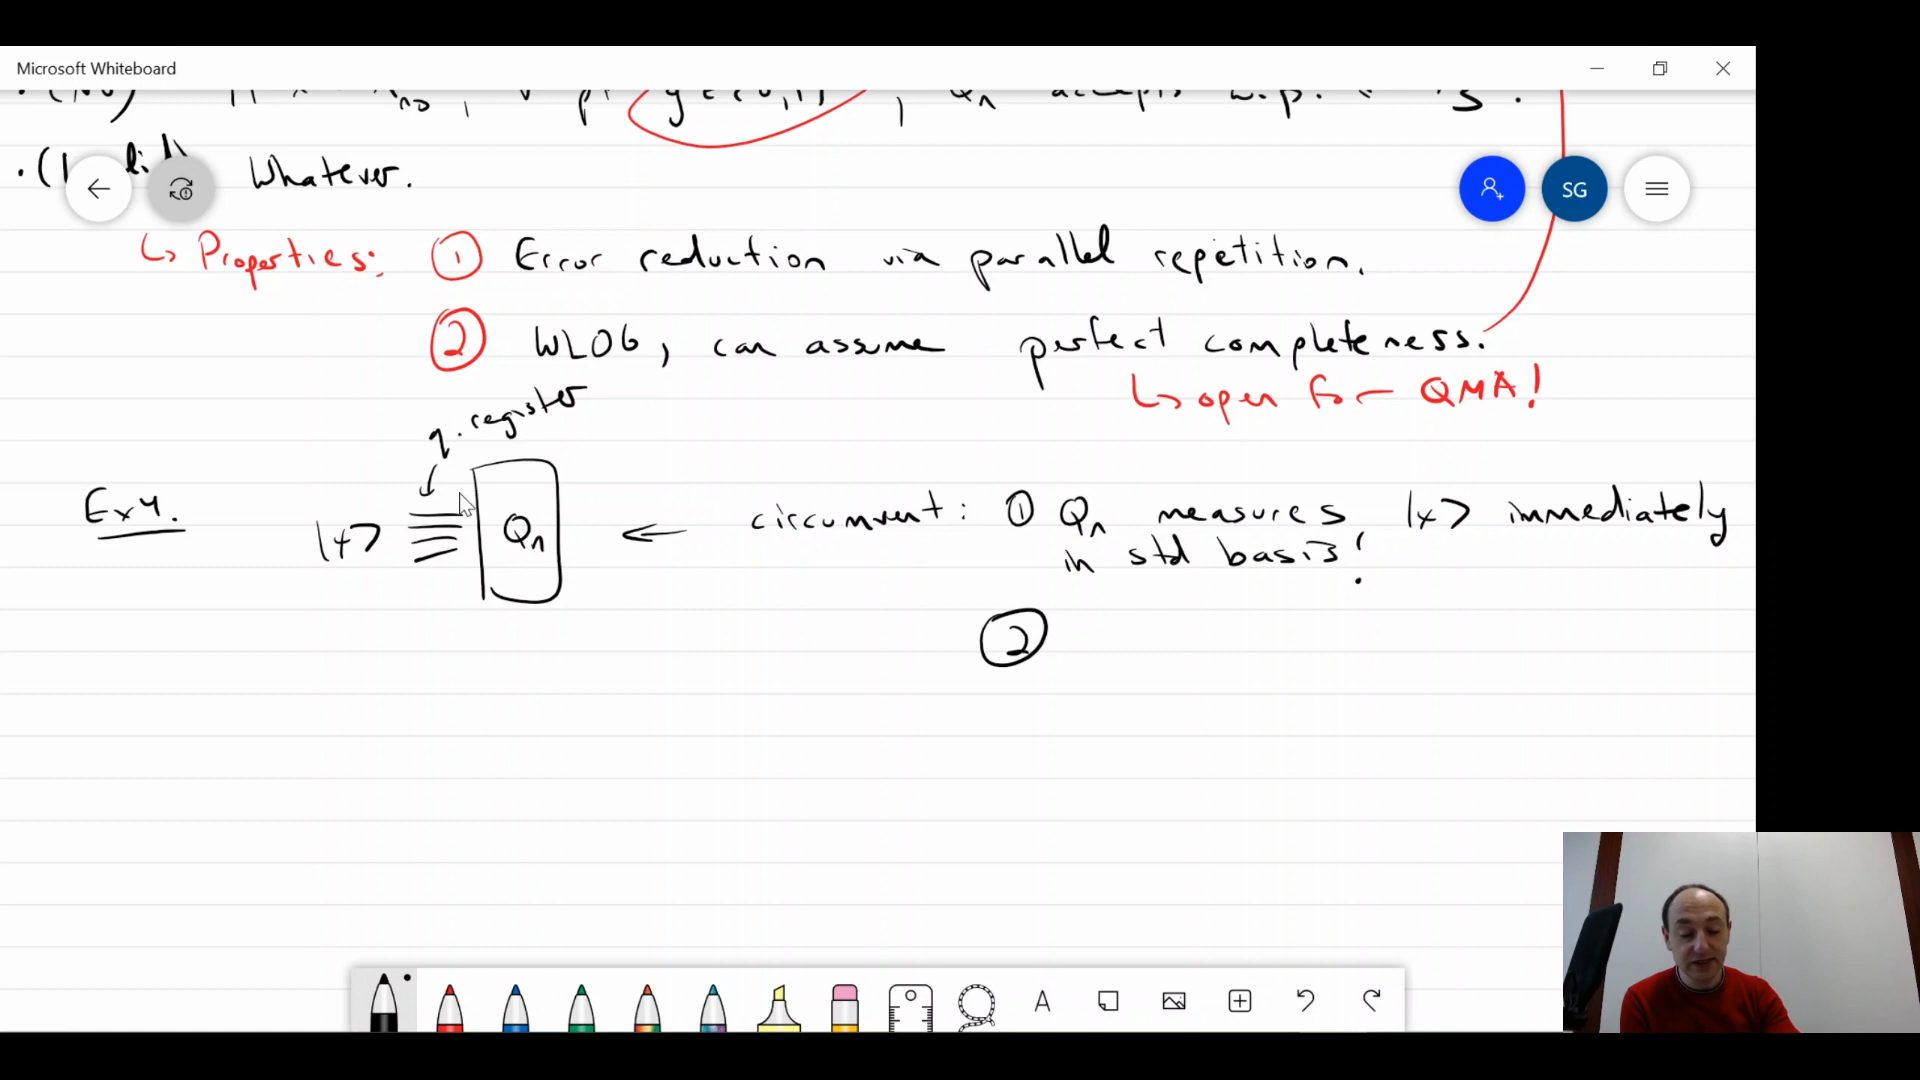 Microsoft Whiteboard
accepts w.p.
Whatever.
SG
↳ Properties: ① Error reduction via parallel repetition.
② WLOG, can assume perfect completeness.
↳ open for QMA!
q. register
Ex4. |ψ> Qn ← circumvent: ① Qn measures |ψ> immediately
in std basis!
②
A